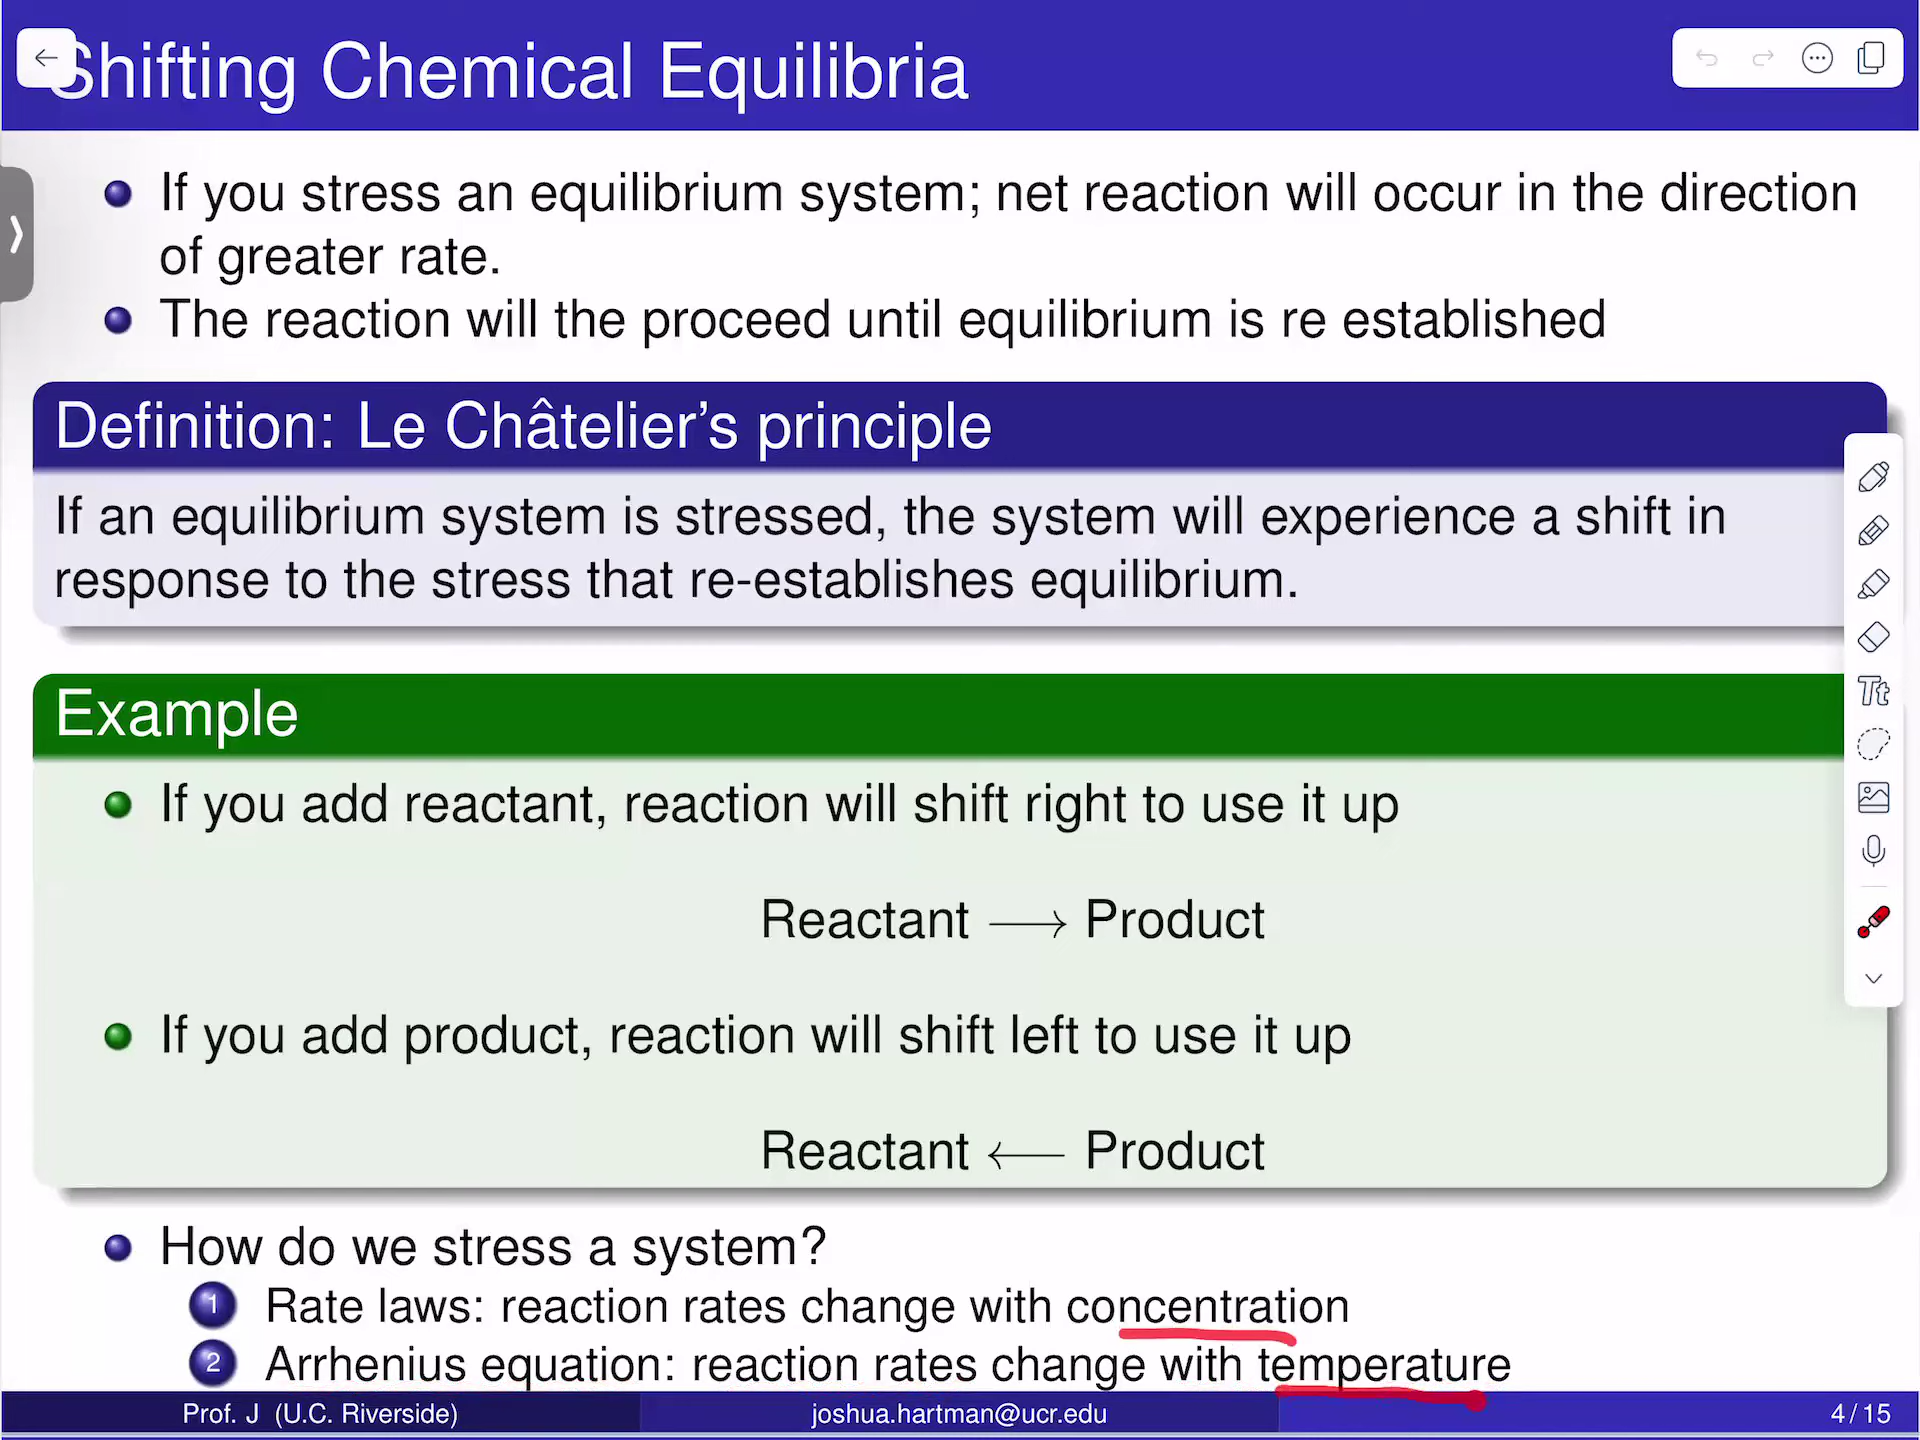 Shifting Chemical Equilibria
If you stress an equilibrium system; net reaction will occur in the direction
of greater rate.
The reaction will the proceed until equilibrium is re established
Definition: Le Châtelier's principle
If an equilibrium system is stressed, the system will experience a shift in
response to the stress that re-establishes equilibrium.
Example
If you add reactant, reaction will shift right to use it up
Reactant ⟶ Product
If you add product, reaction will shift left to use it up
Reactant ⟵ Product
How do we stress a system?
1 Rate laws: reaction rates change with concentration
2 Arrhenius equation: reaction rates change with temperature
Prof. J (U.C. Riverside) joshua.hartman@ucr.edu 4 / 15
Tt